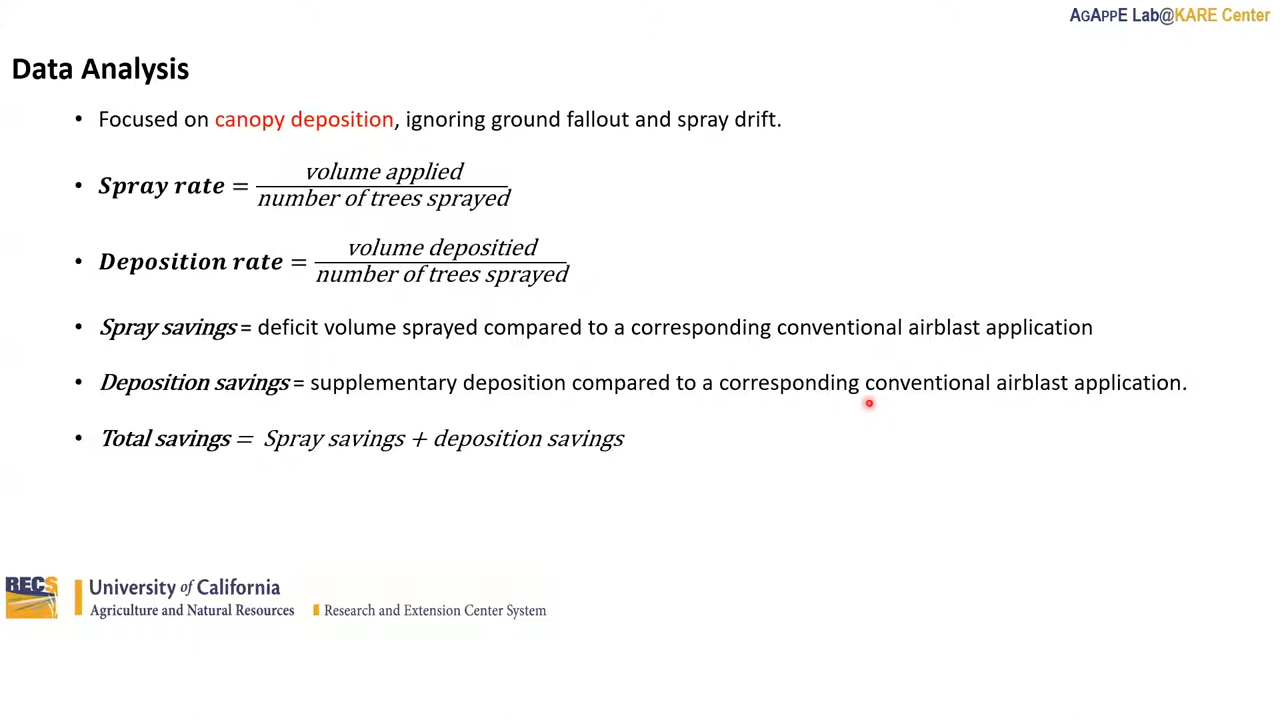 AGAPPE Lab@KARE Center
Data Analysis
• Focused on canopy deposition, ignoring ground fallout and spray drift.
• Spray rate = volume applied / number of trees sprayed
• Deposition rate = volume depositied / number of trees sprayed
• Spray savings = deficit volume sprayed compared to a corresponding conventional airblast application
• Deposition savings = supplementary deposition compared to a corresponding conventional airblast application.
• Total savings = Spray savings + deposition savings
RECS
University of California
Agriculture and Natural Resources
Research and Extension Center System